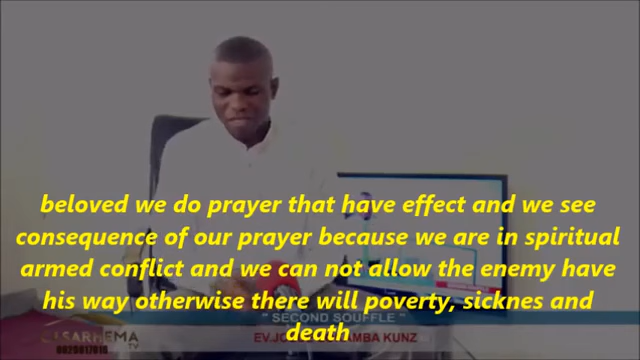 beloved we do prayer that have effect and we see
consequence of our prayer because we are in spiritual
armed conflict and we can not allow the enemy have
his way otherwise there will poverty, sicknes and
death
" SECOND SOUFFLE "
TV